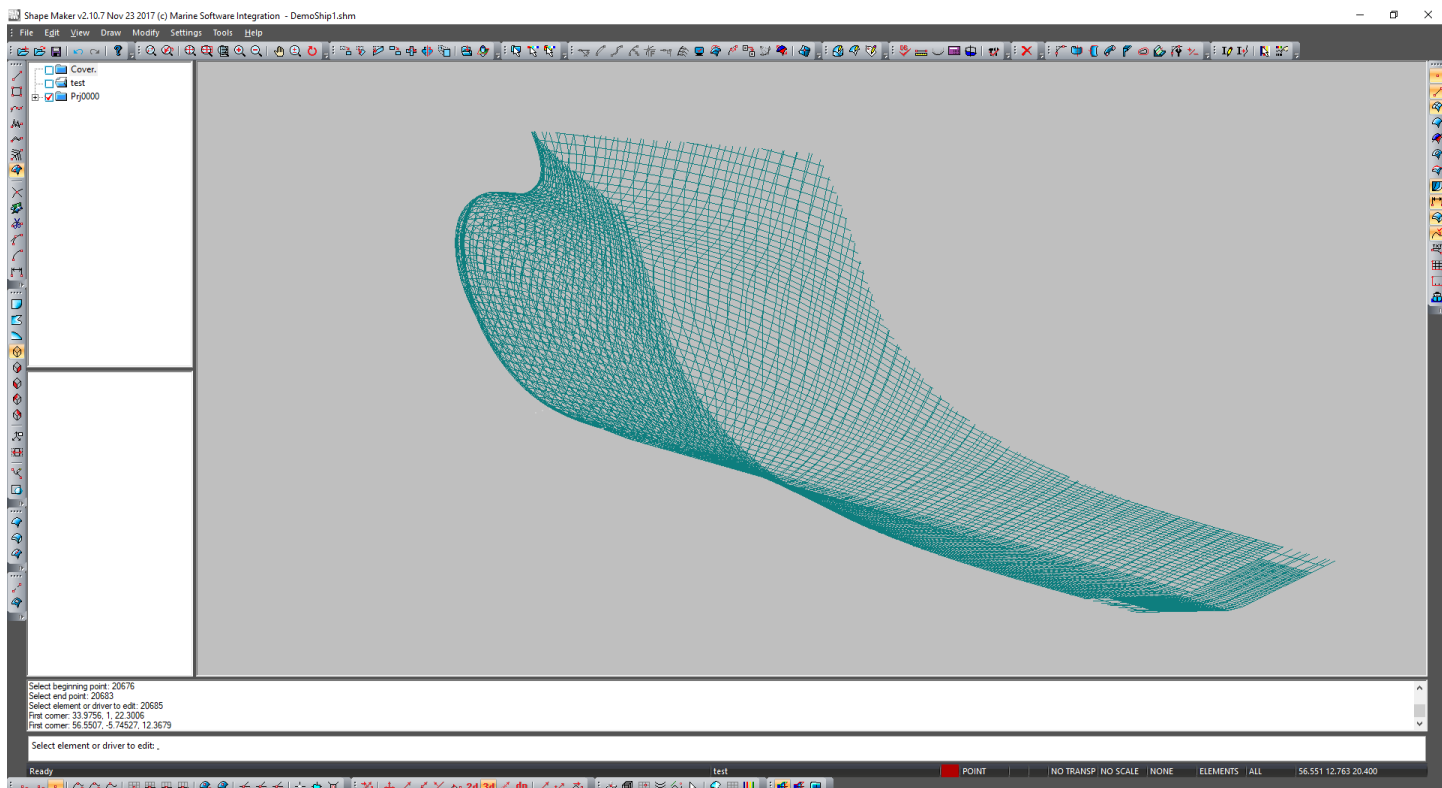 Shape Maker v2.10.7 Nov 23 2017 (c) Marine Software Integration - DemoShip1.shm
File Edit View Draw Modify Settings Tools Help
Cover.
test
Prj0000
Select beginning point: 20676
Select end point: 20683
Select element or driver to edit: 20685
First corner: 33.9756, 1, 22.3006
First corner: 56.5507, -5.74527, 12.3679
Select element or driver to edit: .
Ready test POINT NO TRANSP NO SCALE NONE ELEMENTS ALL 56.551 12.763 20.400
2d 3d